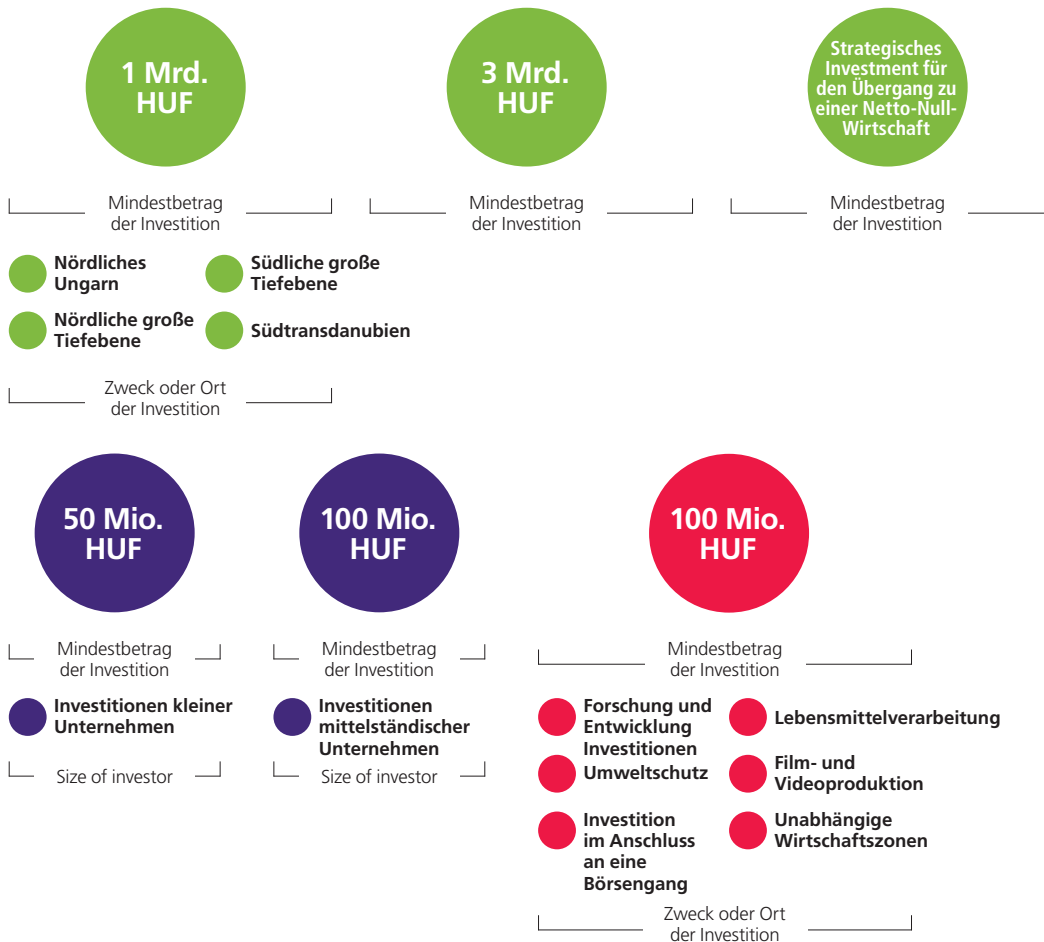 1 Mrd.
HUF
3 Mrd.
HUF
Strategisches
Investment für
den Übergang zu
einer Netto-Null-
Wirtschaft
Mindestbetrag
der Investition
Mindestbetrag
der Investition
Mindestbetrag
der Investition
Nördliches
Ungarn
Südliche große
Tiefebene
Nördliche große
Tiefebene
Südtransdanubien
Zweck oder Ort
der Investition
50 Mio.
HUF
100 Mio.
HUF
100 Mio.
HUF
Mindestbetrag
der Investition
Mindestbetrag
der Investition
Mindestbetrag
der Investition
Investitionen kleiner
Unternehmen
Size of investor
Investitionen
mittelständischer
Unternehmen
Size of investor
Forschung und
Entwicklung
Investitionen
Lebensmittelverarbeitung
Umweltschutz
Film- und
Videoproduktion
Investition
im Anschluss
an eine
Börsengang
Unabhängige
Wirtschaftszonen
Zweck oder Ort
der Investition